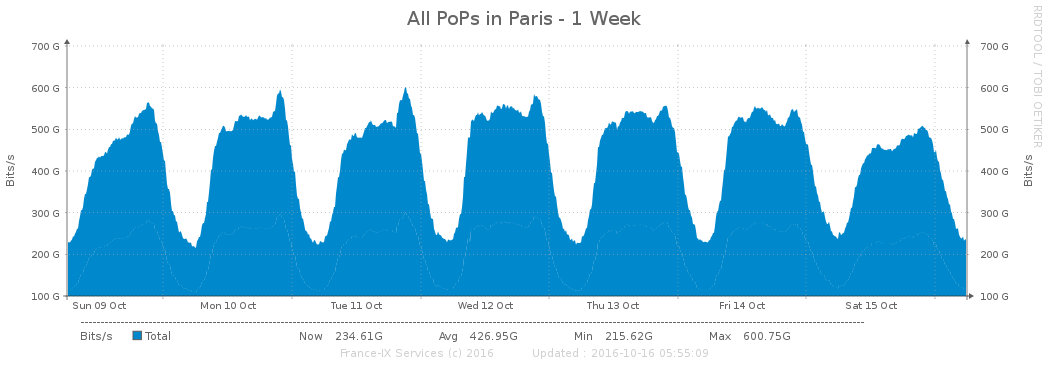 All PoPs in Paris - 1 Week
RRDTOOL / TOBI OETIKER
Bits/s
Bits/s
700 G
700 G
600 G
600 G
500 G
500 G
400 G
400 G
300 G
300 G
200 G
200 G
100 G
100 G
Sun 09 Oct Mon 10 Oct Tue 11 Oct Wed 12 Oct Thu 13 Oct Fri 14 Oct Sat 15 Oct
Bits/s Total Now 234.61G Avg 426.95G Min 215.62G Max 600.75G
France-IX Services (c) 2016 Updated : 2016-10-16 05:55:09